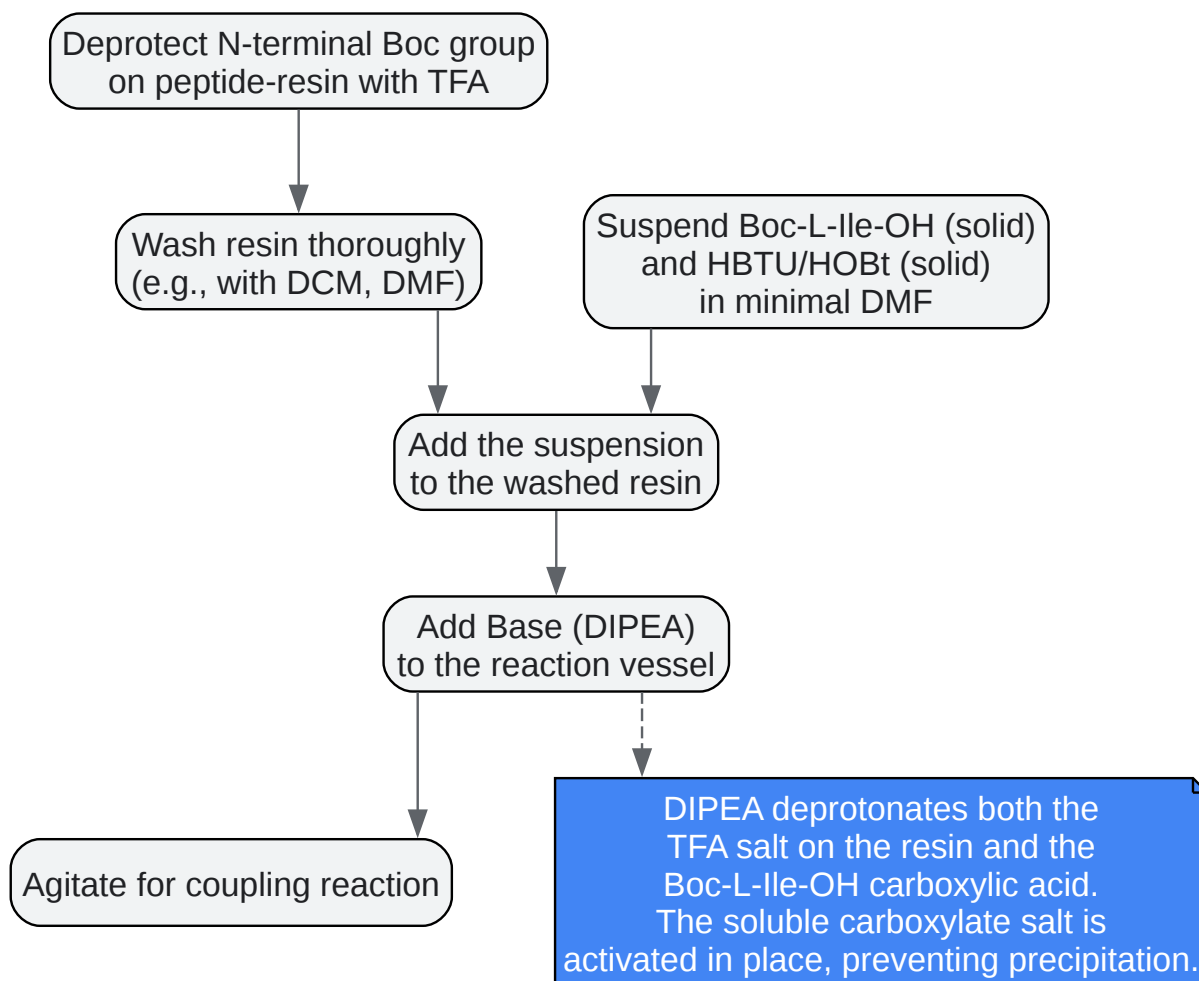 Deprotect N-terminal Boc group
on peptide-resin with TFA
Wash resin thoroughly
(e.g., with DCM, DMF)
Suspend Boc-L-Ile-OH (solid)
and HBTU/HOBt (solid)
in minimal DMF
Add the suspension
to the washed resin
Add Base (DIPEA)
to the reaction vessel
Agitate for coupling reaction
DIPEA deprotonates both the
TFA salt on the resin and the
Boc-L-Ile-OH carboxylic acid.
The soluble carboxylate salt is
activated in place, preventing precipitation.